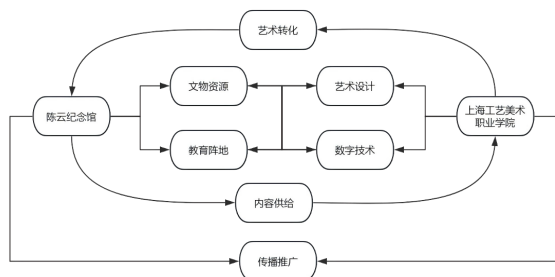 艺术转化
文物资源
艺术设计
陈云纪念馆
上海工艺美术
职业学院
教育阵地
数字技术
内容供给
传播推广